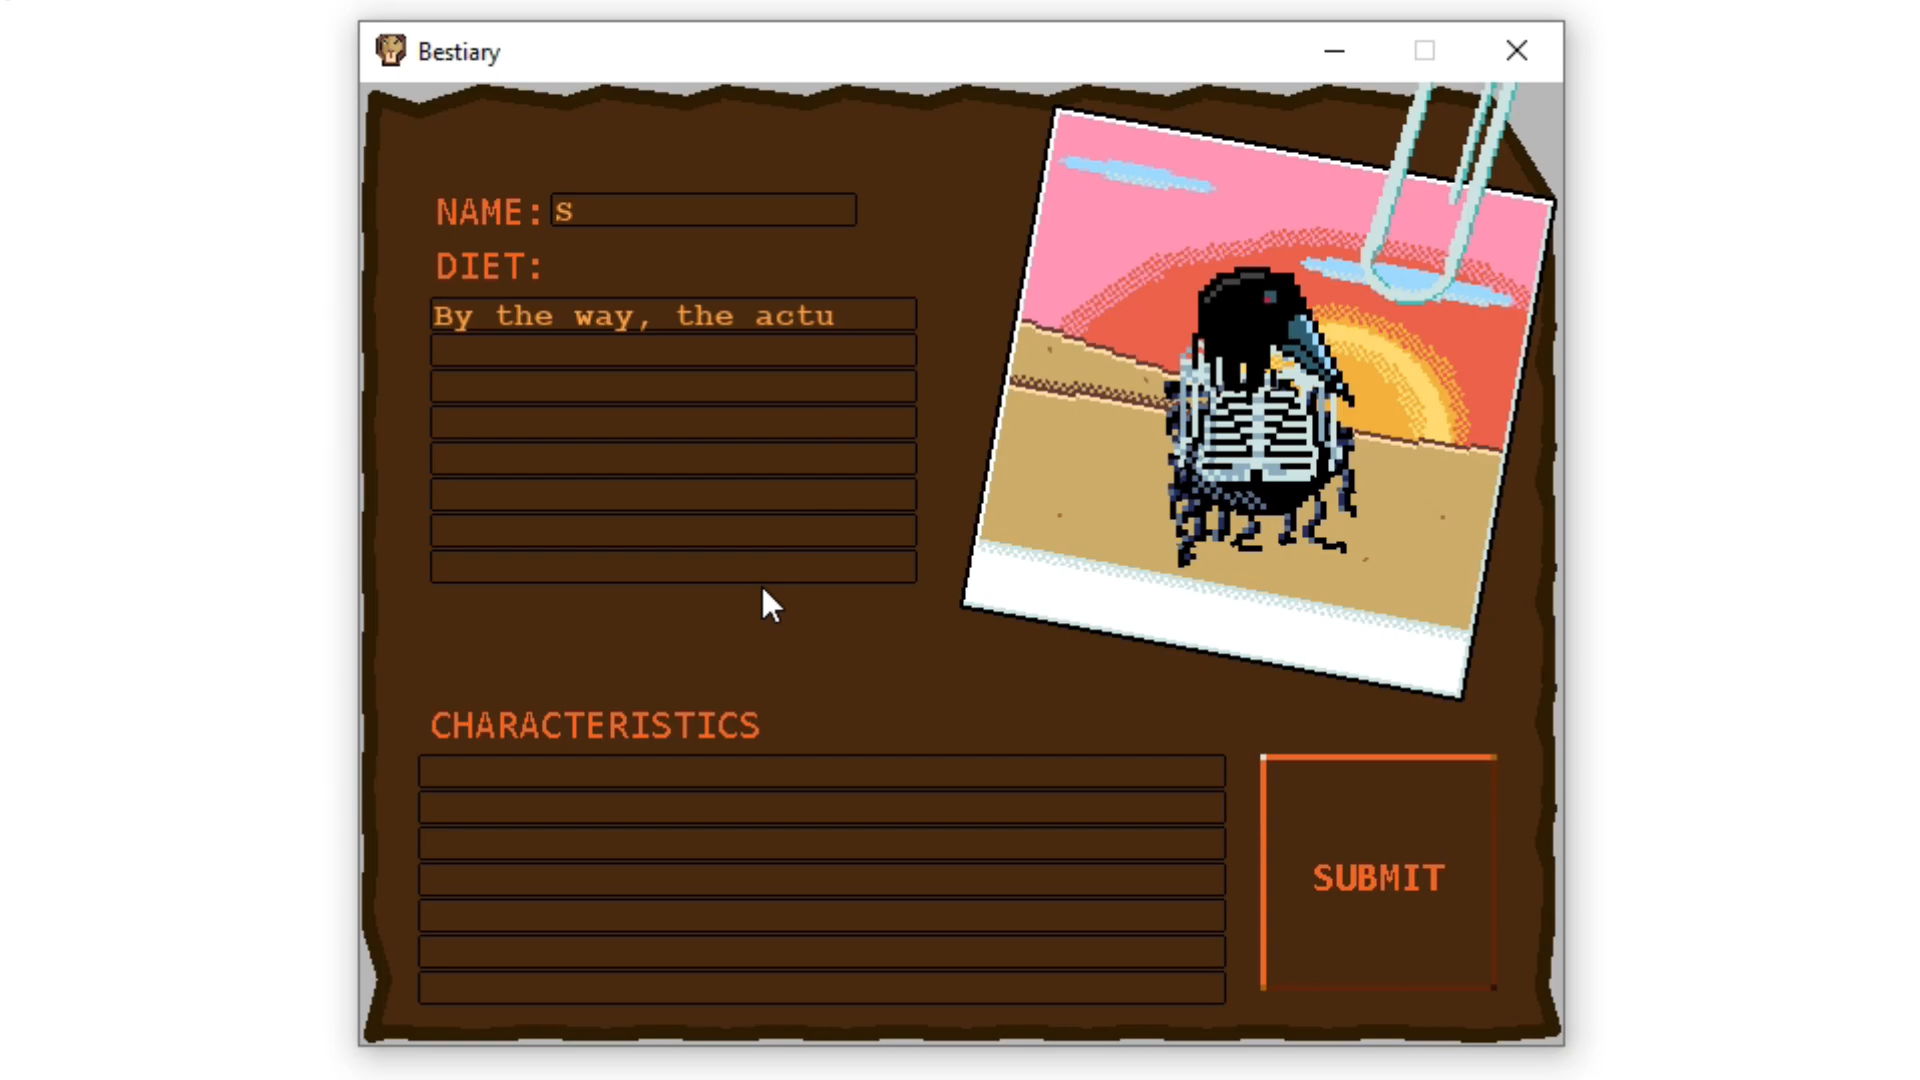 Bestiary
NAME: S
DIET:
By the way, the actu
CHARACTERISTICS
SUBMIT